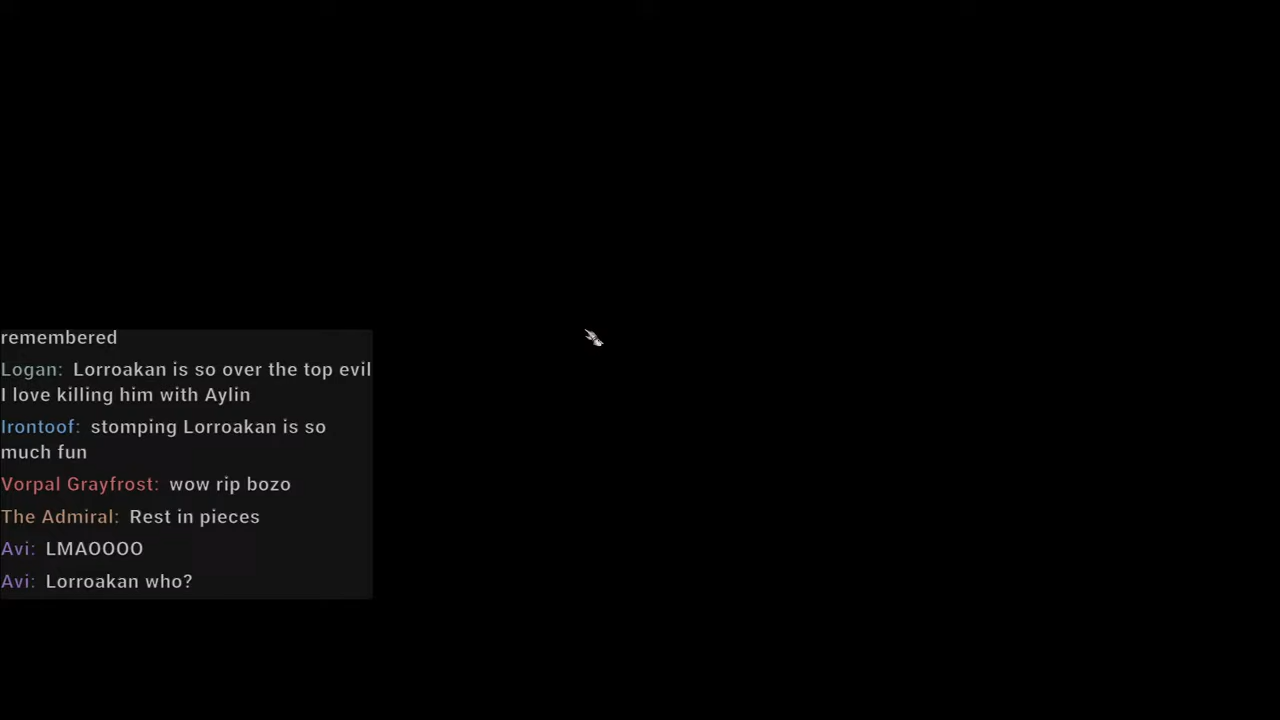 remembered
Logan: Lorroakan is so over the top evil
I love killing him with Aylin
Irontoof: stomping Lorroakan is so
much fun
Vorpal Grayfrost: wow rip bozo
The Admiral: Rest in pieces
Avi: LMAOOOO
Avi: Lorroakan who?